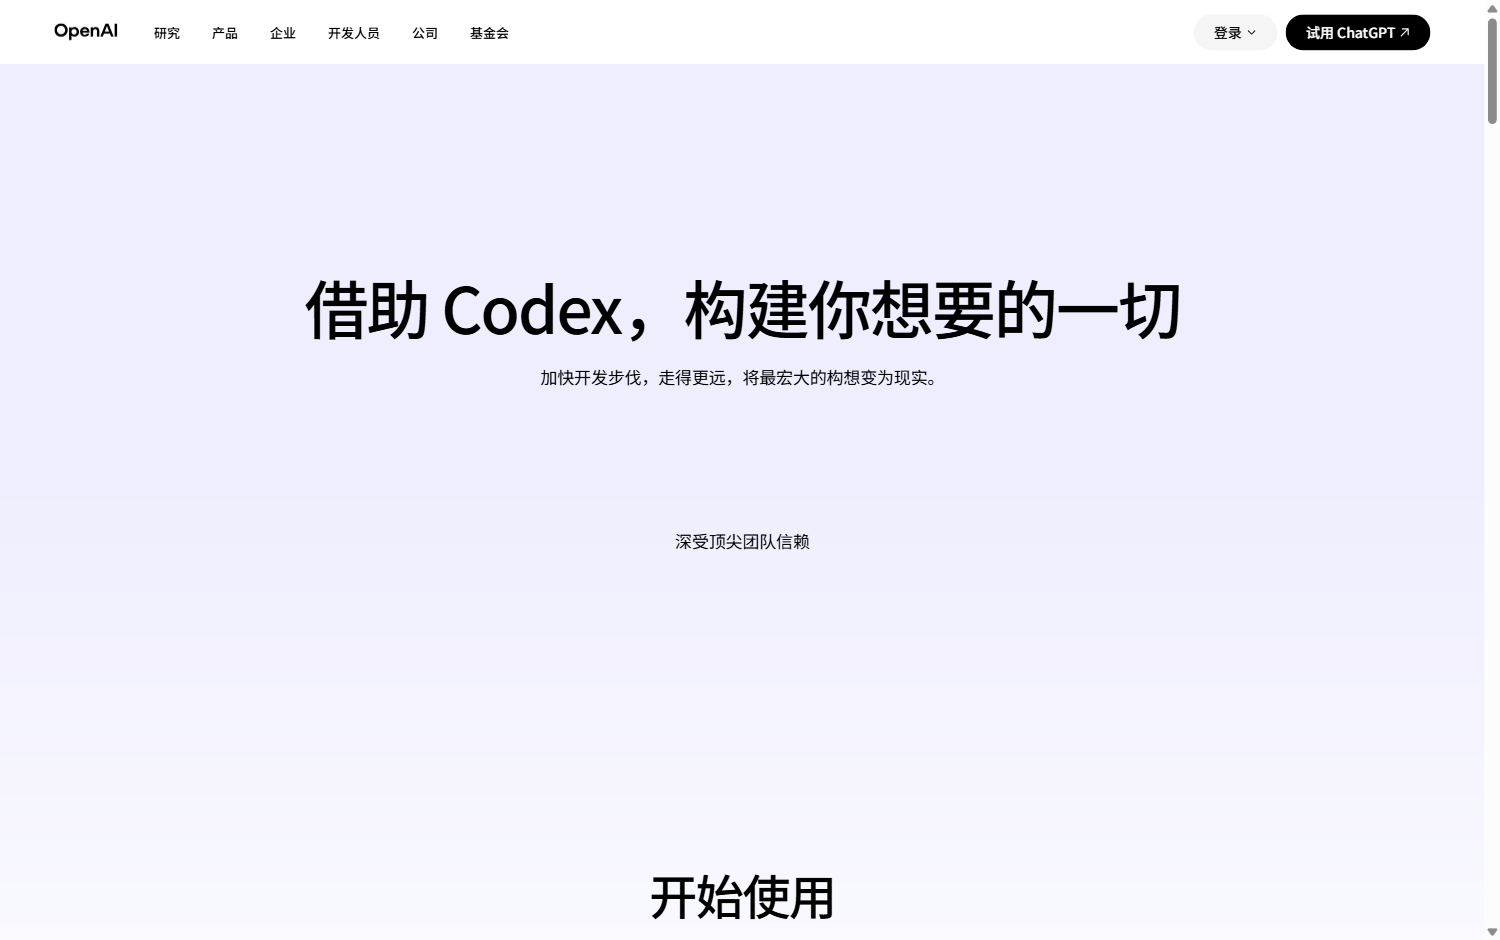 OpenAI
研究
产品
企业
开发人员
公司
基金会
登录
试用 ChatGPT
借助 Codex，构建你想要的一切
加快开发步伐，走得更远，将最宏大的构想变为现实。
深受顶尖团队信赖
开始使用